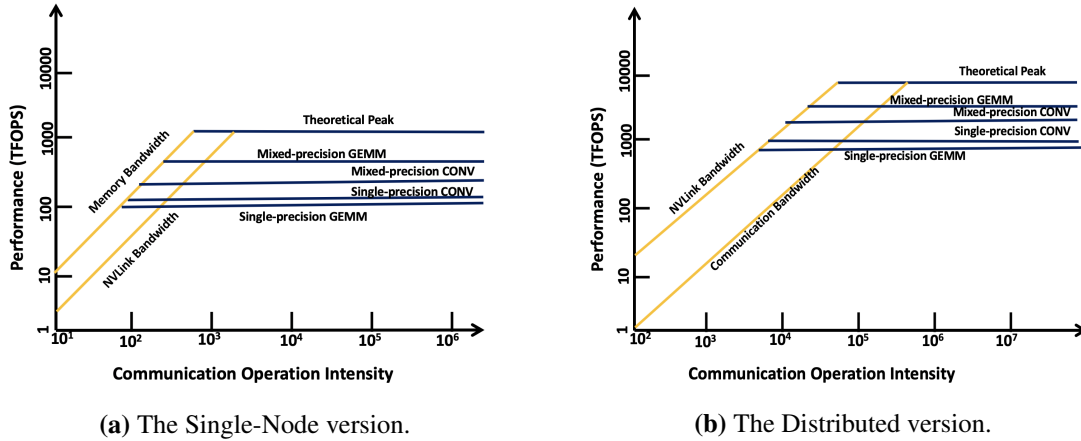 Performance (TFOPS)
10000
1000
100
10
1
Theoretical Peak
Mixed-precision GEMM
Mixed-precision CONV
Single-precision CONV
Single-precision GEMM
Memory Bandwidth
NVLink Bandwidth
10¹ 10² 10³ 10⁴ 10⁵ 10⁶
Communication Operation Intensity
(a) The Single-Node version.
Performance (TFOPS)
10000
1000
100
10
1
Theoretical Peak
Mixed-precision GEMM
Mixed-precision CONV
Single-precision CONV
Single-precision GEMM
NVLink Bandwidth
Communication Bandwidth
10² 10³ 10⁴ 10⁵ 10⁶ 10⁷
Communication Operation Intensity
(b) The Distributed version.